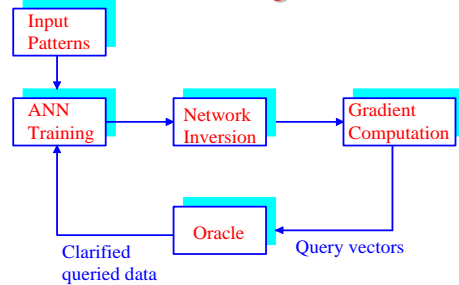 Input
Patterns
ANN
Training
Network
Inversion
Gradient
Computation
Oracle
Query vectors
Clarified
queried data